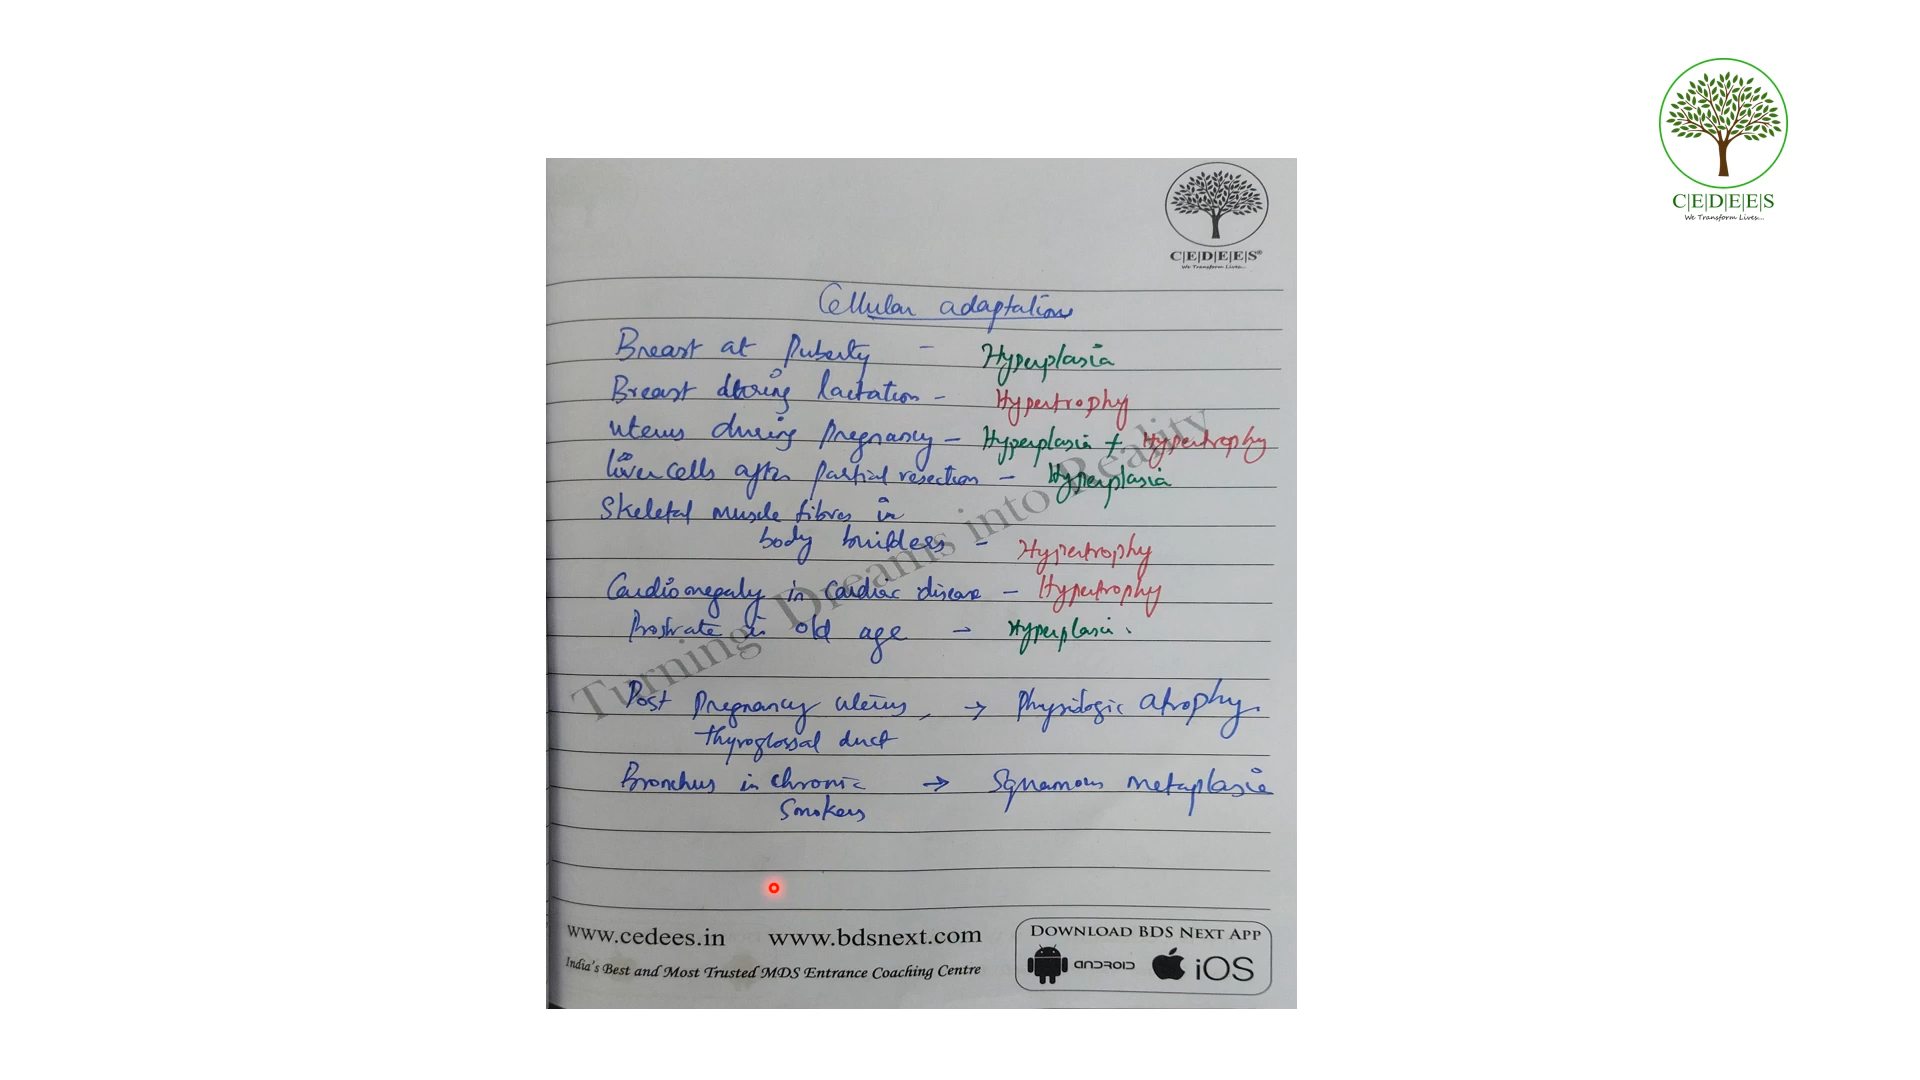 C|E|D|E|E|S
We Transform Lives...
C|E|D|E|E|S®
We Transform Lives...
Cellular adaptations
Breast at Puberty - Hyperplasia
Breast during lactation - Hypertrophy
Uterus during pregnancy - Hyperplasia + Hypertrophy
liver cells after partial resection - Hyperplasia
Skeletal muscle fibres in
body builders - Hypertrophy
Cardiomegaly in cardiac disease - Hypertrophy
Prostrate in old age - Hyperplasia.
Post Pregnancy uterus, → Physiologic atrophy.
Thyroglossal duct
Bronchus in chronic → Squamous metaplasia
Smokers
Turning Dreams into Reality
www.cedees.in www.bdsnext.com
India's Best and Most Trusted MDS Entrance Coaching Centre
DOWNLOAD BDS NEXT APP
ANDROID iOS